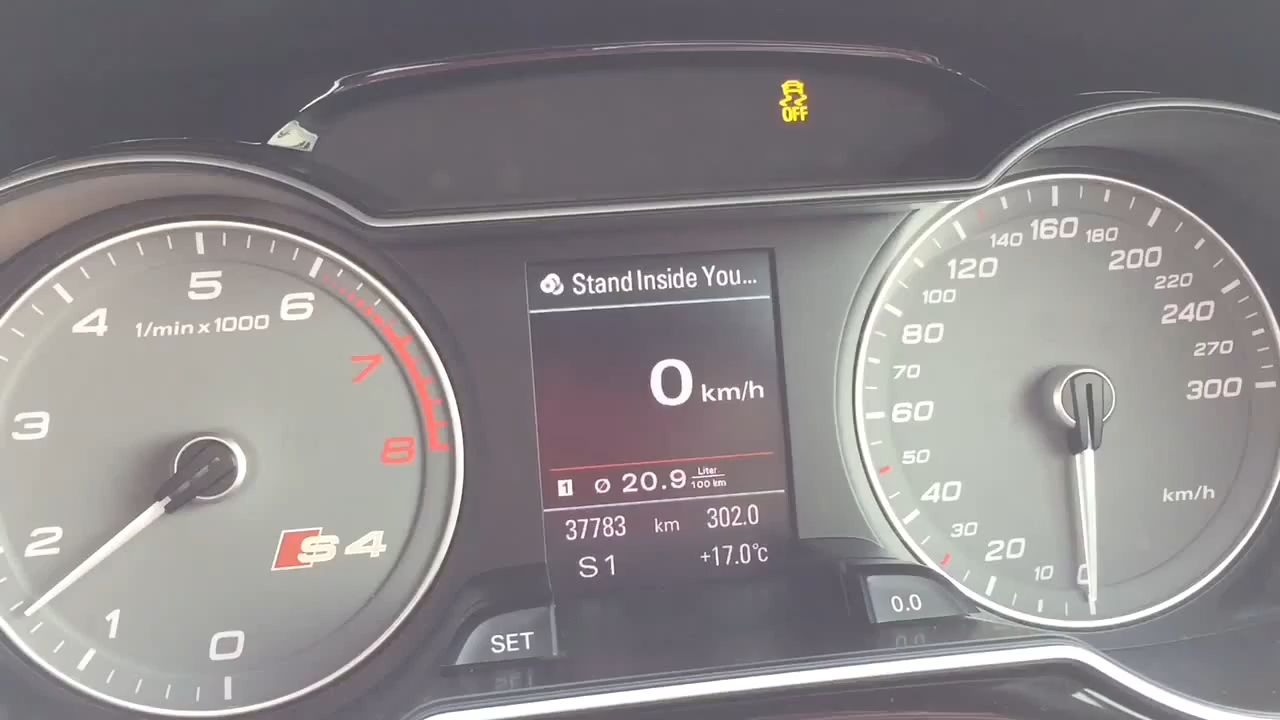 OFF
0
1
2
3
4
5
6
7
8
1/min x 1000
S4
Stand Inside You...
0 km/h
1 Ø 20.9 Liter
100 km
37783 km 302.0
S1 +17.0°c
SET
0.0
0
10
20
30
40
50
60
70
80
100
120
140
160
180
200
220
240
270
300
km/h